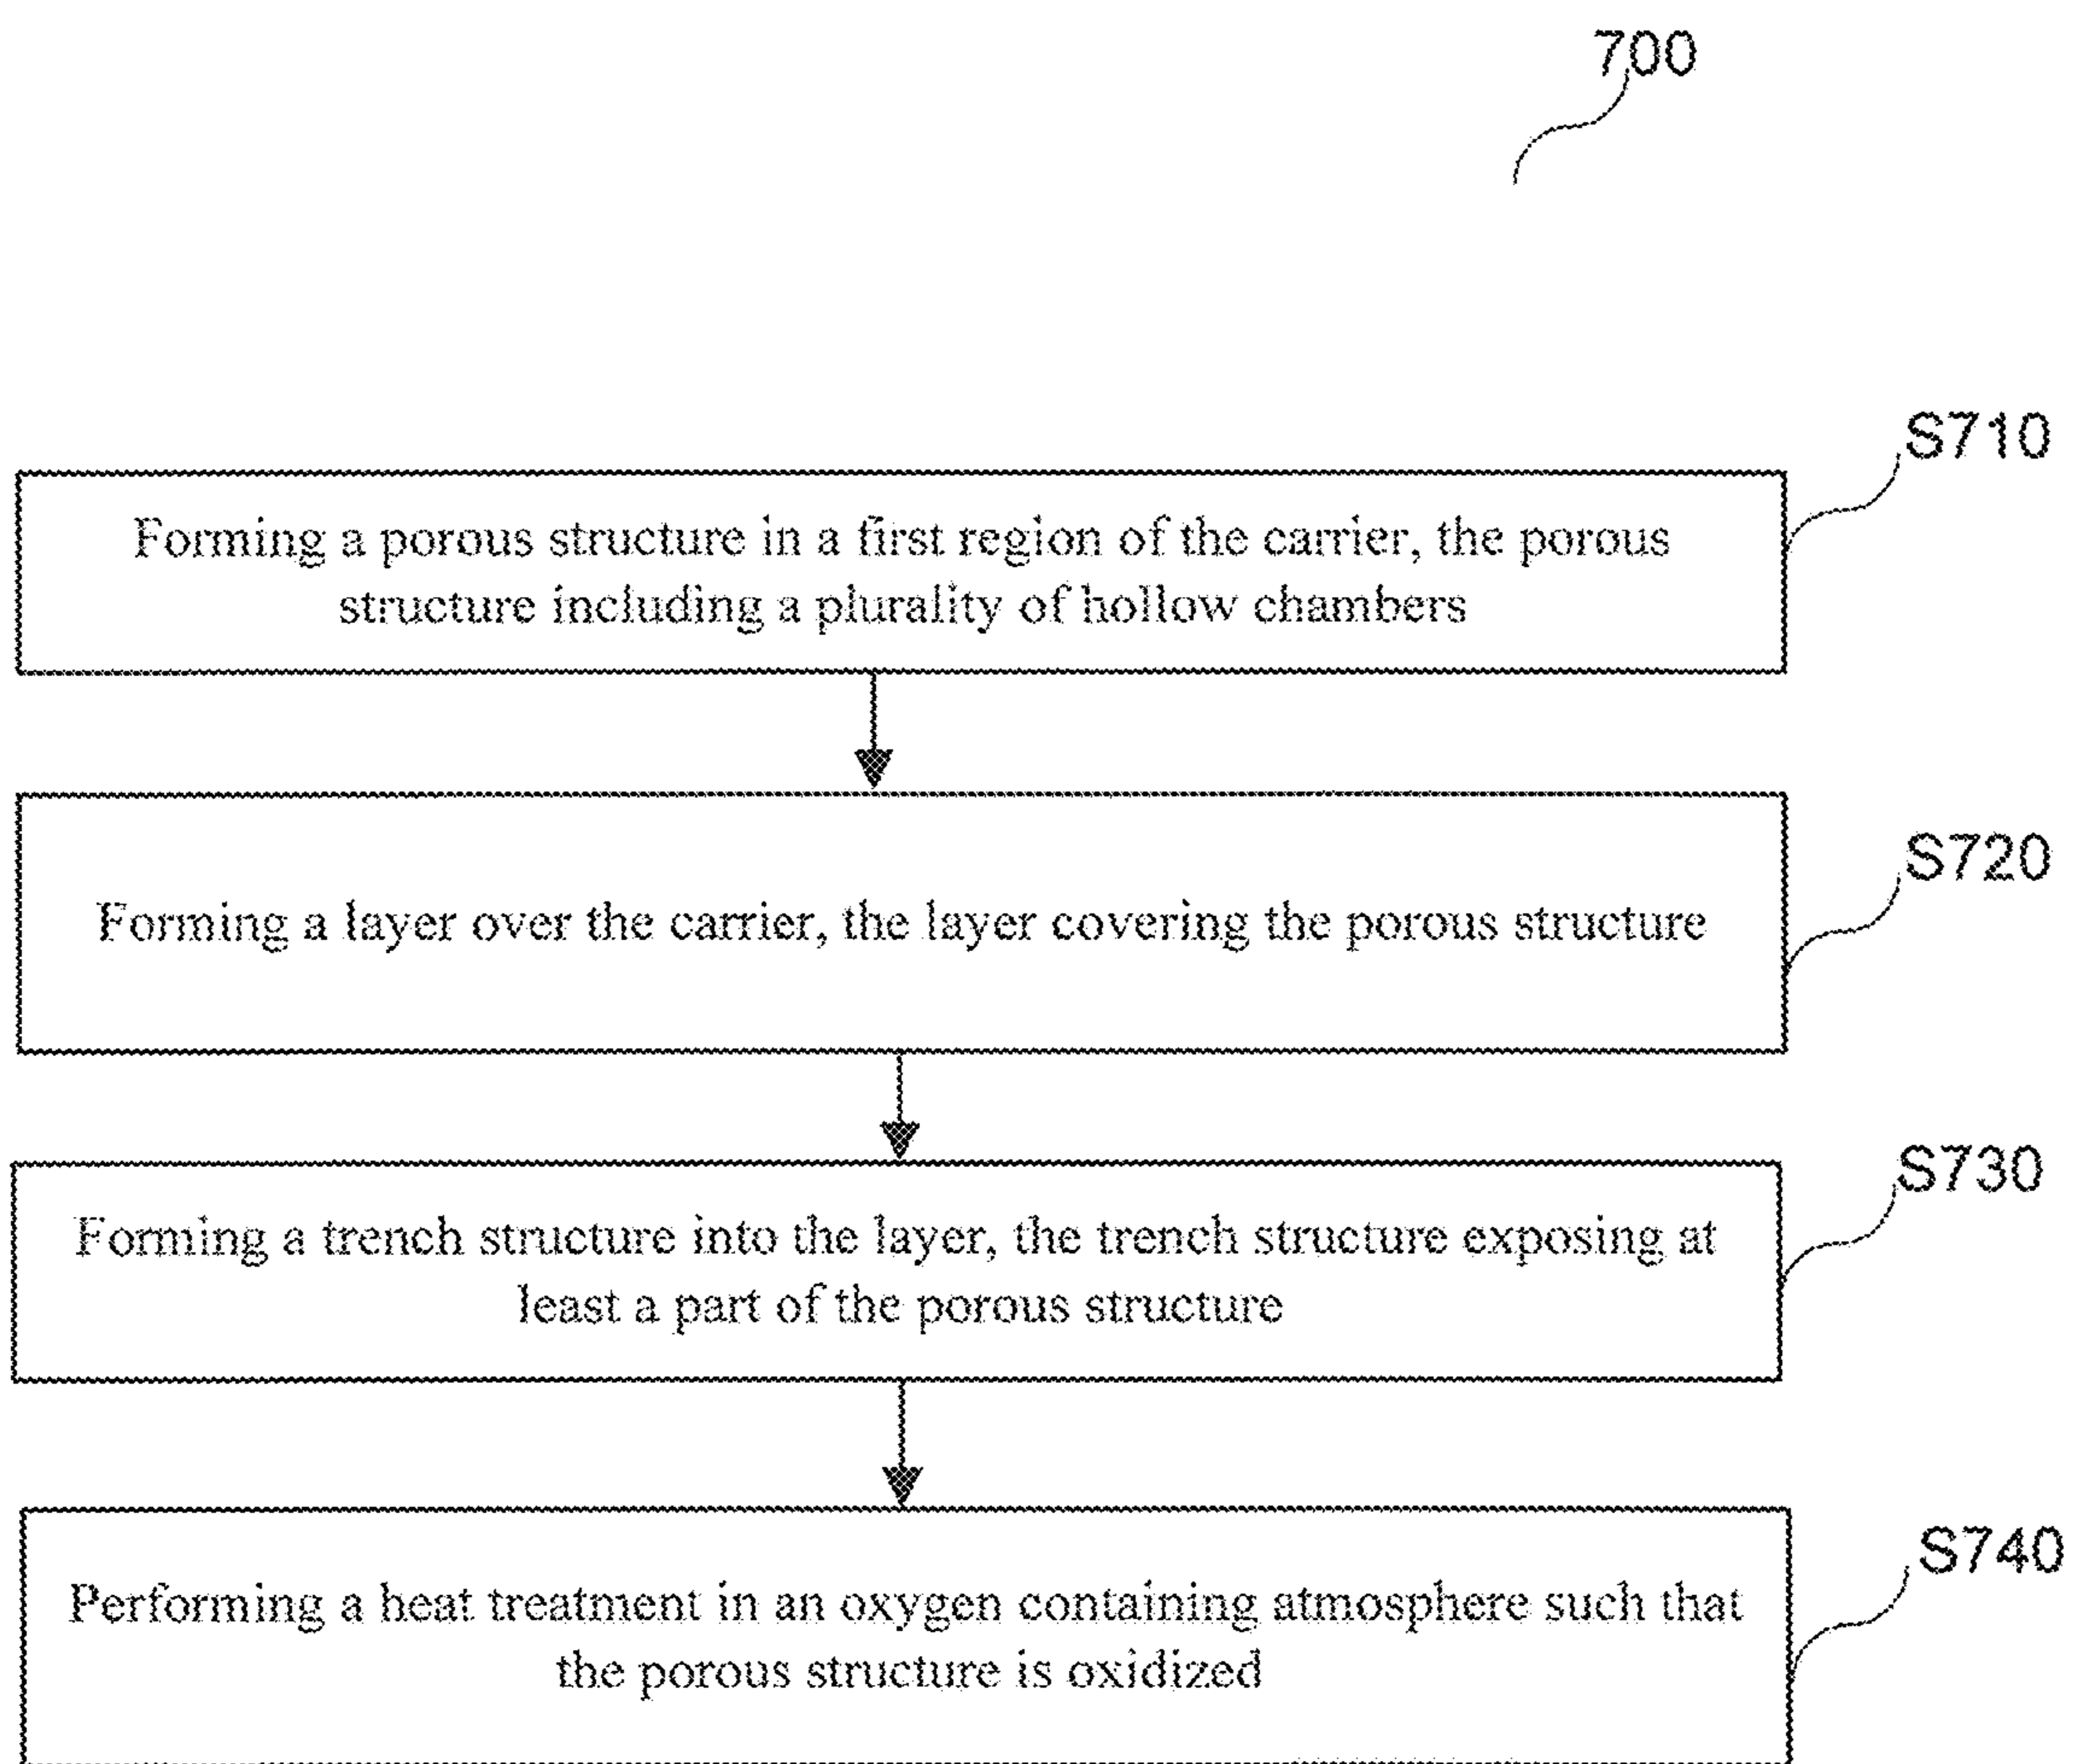 700
S710
Forming a porous structure in a first region of the carrier, the porous
structure including a plurality of hollow chambers
S720
Forming a layer over the carrier, the layer covering the porous structure
S730
Forming a trench structure into the layer, the trench structure exposing at
least a part of the porous structure
S740
Performing a heat treatment in an oxygen containing atmosphere such that
the porous structure is oxidized